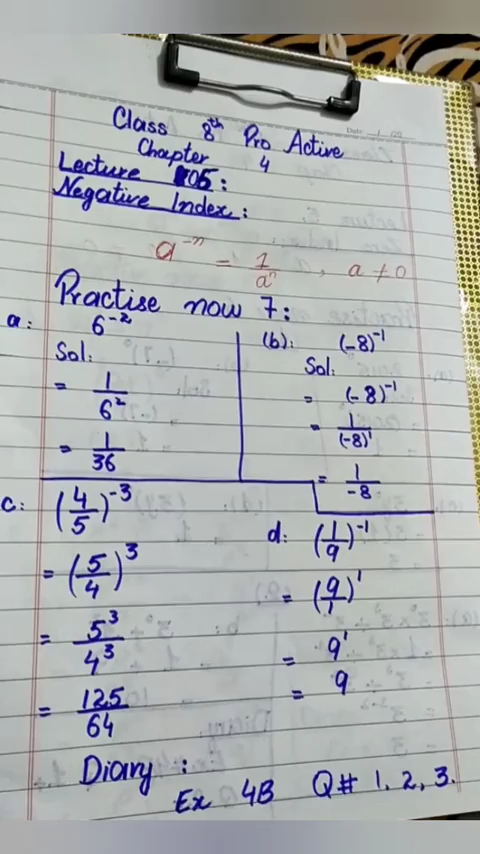 Class 8th Pro Active
Chapter 4
Lecture 05:
Negative Index:
a⁻ⁿ = 1/aⁿ, a ≠ 0
Practise now 7:
a: 6⁻²
Sol:
= 1/6²
= 1/36
(b): (-8)⁻¹
Sol:
= (-8)⁻¹
= 1/(-8)¹
= 1/-8
c: (4/5)⁻³
= (5/4)³
= 5³/4³
= 125/64
d: (1/9)⁻¹
= (9/1)¹
= 9¹
= 9
Diary :
Ex 4B Q# 1, 2, 3.